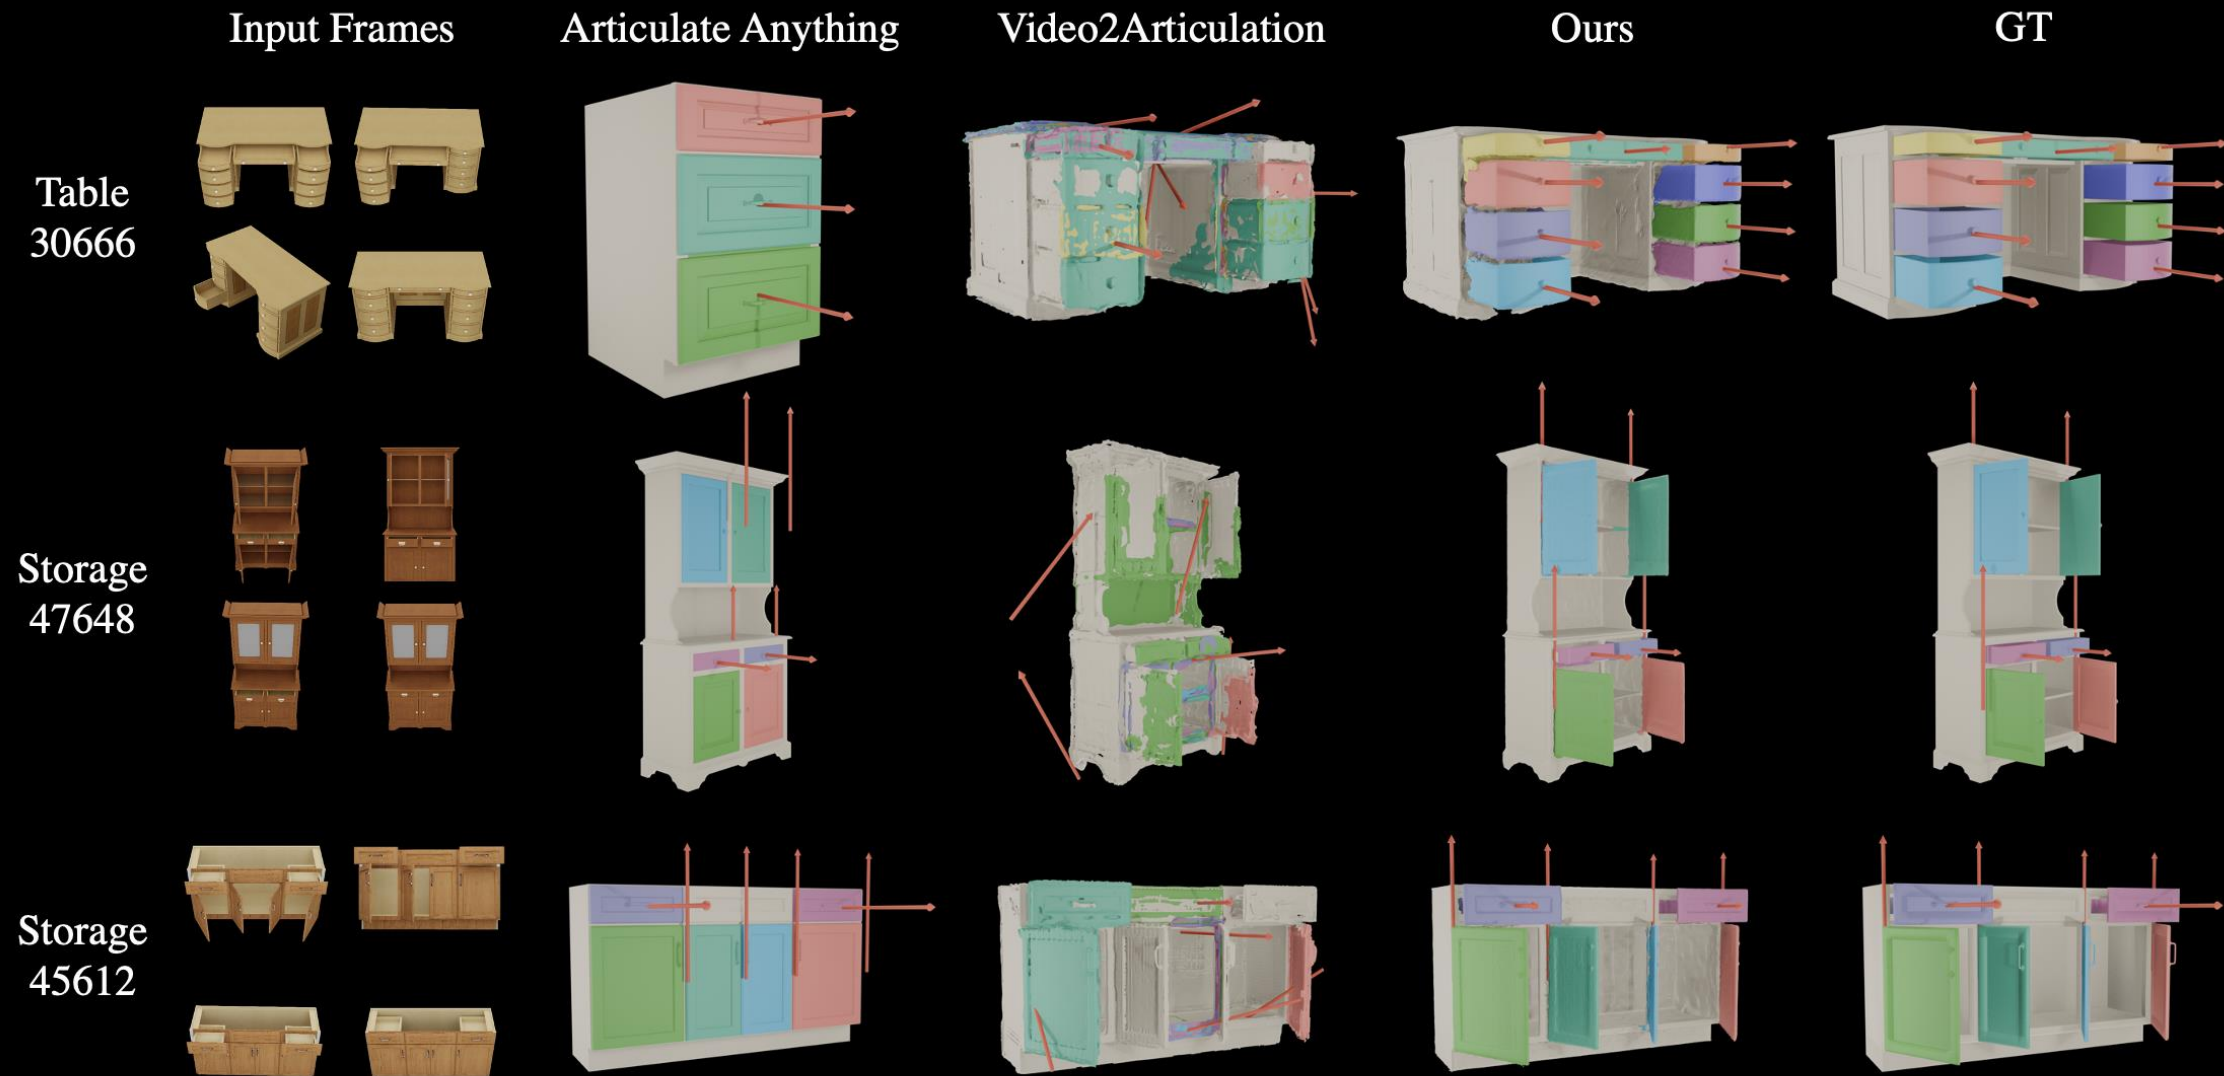 Input Frames
Articulate Anything
Video2Articulation
Ours
GT
Table
30666
Storage
47648
Storage
45612